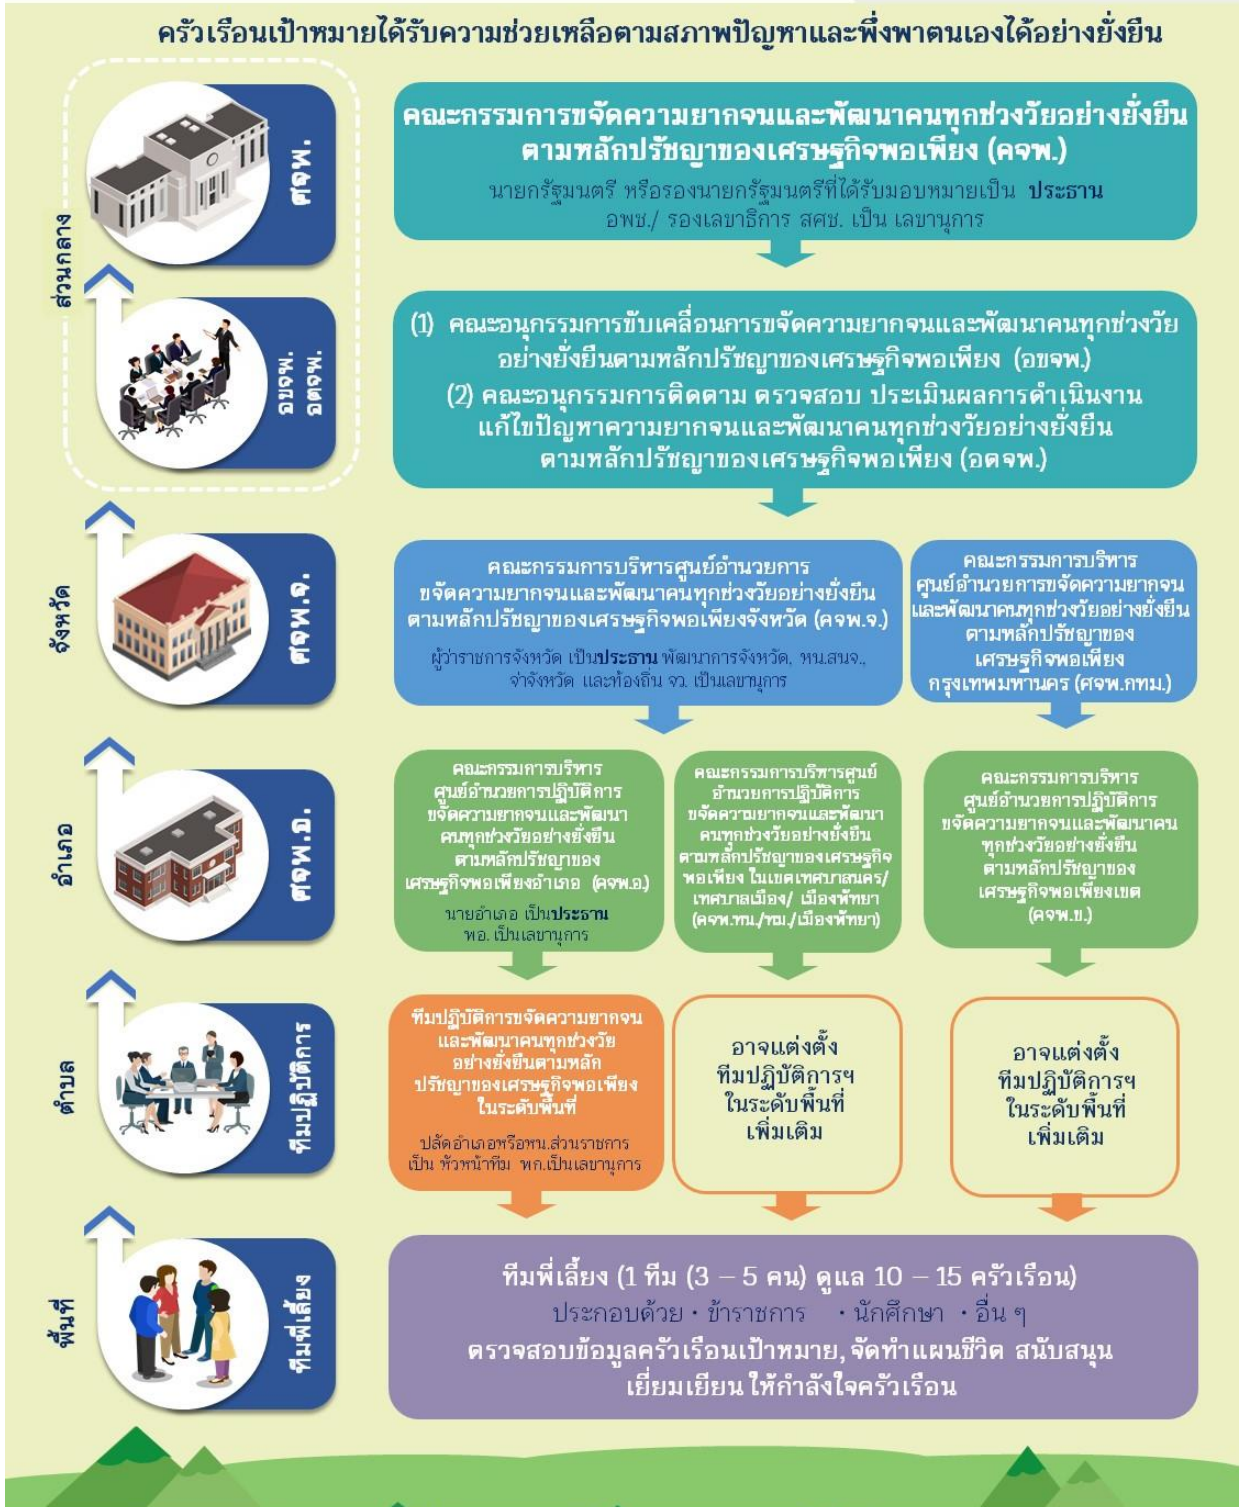 ครัวเรือนเป้าหมายได้รับความช่วยเหลือตามสภาพปัญหาและพึ่งพาตนเองได้อย่างยั่งยืน
ส่วนกลาง
ศจพ.
คณะกรรมการขจัดความยากจนและพัฒนาคนทุกช่วงวัยอย่างยั่งยืน
ตามหลักปรัชญาของเศรษฐกิจพอเพียง (คจพ.)
นายกรัฐมนตรี หรือรองนายกรัฐมนตรีที่ได้รับมอบหมายเป็น ประธาน
อพช./ รองเลขาธิการ สศช. เป็น เลขานุการ
อขจพ.
อตจพ.
(1) คณะอนุกรรมการขับเคลื่อนการขจัดความยากจนและพัฒนาคนทุกช่วงวัย
อย่างยั่งยืนตามหลักปรัชญาของเศรษฐกิจพอเพียง (อขจพ.)
(2) คณะอนุกรรมการติดตาม ตรวจสอบ ประเมินผลการดำเนินงาน
แก้ไขปัญหาความยากจนและพัฒนาคนทุกช่วงวัยอย่างยั่งยืน
ตามหลักปรัชญาของเศรษฐกิจพอเพียง (อตจพ.)
จังหวัด
ศจพ.จ.
คณะกรรมการบริหารศูนย์อำนวยการ
ขจัดความยากจนและพัฒนาคนทุกช่วงวัยอย่างยั่งยืน
ตามหลักปรัชญาของเศรษฐกิจพอเพียงจังหวัด (คจพ.จ.)
ผู้ว่าราชการจังหวัด เป็นประธาน พัฒนาการจังหวัด, หน.สนจ.,
จ่าจังหวัด และท้องถิ่น จว. เป็นเลขานุการ
คณะกรรมการบริหาร
ศูนย์อำนวยการขจัดความยากจน
และพัฒนาคนทุกช่วงวัยอย่างยั่งยืน
ตามหลักปรัชญาของ
เศรษฐกิจพอเพียง
กรุงเทพมหานคร (ศจพ.กทม.)
อำเภอ
ศจพ.อ.
คณะกรรมการบริหาร
ศูนย์อำนวยการปฏิบัติการ
ขจัดความยากจนและพัฒนา
คนทุกช่วงวัยอย่างยั่งยืน
ตามหลักปรัชญาของ
เศรษฐกิจพอเพียงอำเภอ (คจพ.อ.)
นายอำเภอ เป็นประธาน
พอ. เป็นเลขานุการ
คณะกรรมการบริหารศูนย์
อำนวยการปฏิบัติการ
ขจัดความยากจนและพัฒนา
คนทุกช่วงวัยอย่างยั่งยืน
ตามหลักปรัชญาของเศรษฐกิจ
พอเพียง ในเขตเทศบาลนคร/
เทศบาลเมือง/ เมืองพัทยา
(คจพ.ทน./ทม./เมืองพัทยา)
คณะกรรมการบริหาร
ศูนย์อำนวยการปฏิบัติการ
ขจัดความยากจนและพัฒนาคน
ทุกช่วงวัยอย่างยั่งยืน
ตามหลักปรัชญาของ
เศรษฐกิจพอเพียงเขต
(คจพ.ข.)
ตำบล
ทีมปฏิบัติการ
ทีมปฏิบัติการขจัดความยากจน
และพัฒนาคนทุกช่วงวัย
อย่างยั่งยืนตามหลัก
ปรัชญาของเศรษฐกิจพอเพียง
ในระดับพื้นที่
ปลัดอำเภอหรือหน.ส่วนราชการ
เป็น หัวหน้าทีม พก.เป็นเลขานุการ
อาจแต่งตั้ง
ทีมปฏิบัติการฯ
ในระดับพื้นที่
เพิ่มเติม
อาจแต่งตั้ง
ทีมปฏิบัติการฯ
ในระดับพื้นที่
เพิ่มเติม
พื้นที่
ทีมพี่เลี้ยง
ทีมพี่เลี้ยง (1 ทีม (3 – 5 คน) ดูแล 10 – 15 ครัวเรือน)
ประกอบด้วย · ข้าราชการ · นักศึกษา · อื่น ๆ
ตรวจสอบข้อมูลครัวเรือนเป้าหมาย, จัดทำแผนชีวิต สนับสนุน
เยี่ยมเยียน ให้กำลังใจครัวเรือน